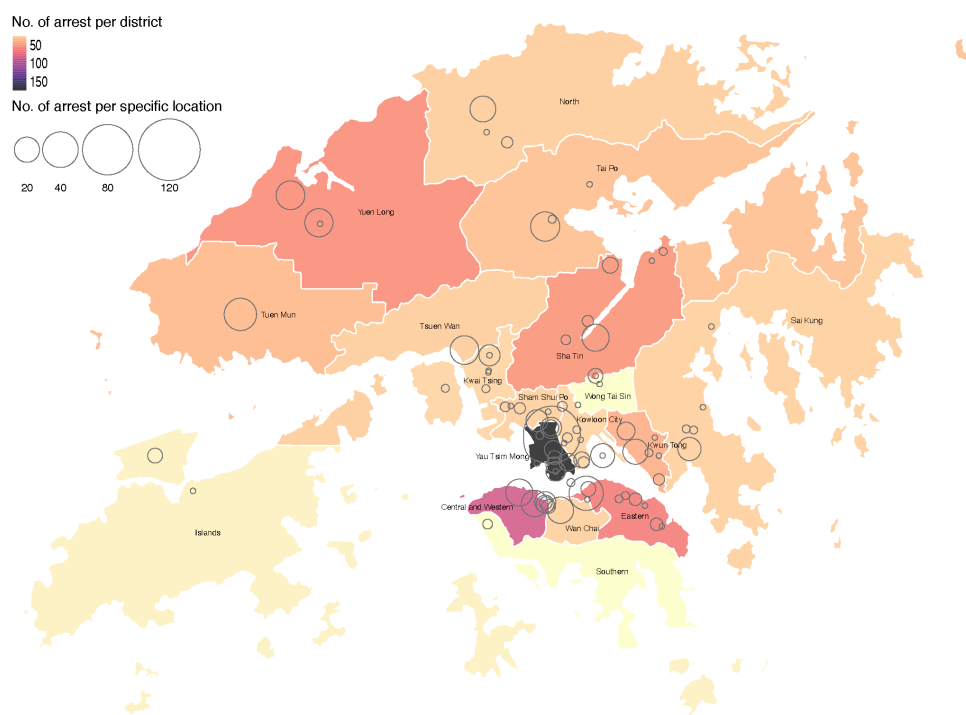 No. of arrest per district
50
100
150
No. of arrest per specific location
20 40 80 120
North
Tai Po
Yuen Long
Tuen Mun
Sai Kung
Tsuen Wan
Sha Tin
Kwai Tsing
Sham Shui Po
Wong Tai Sin
Kowloon City
Kwun Tong
Yau Tsim Mong
Central and Western
Eastern
Wan Chai
Islands
Southern